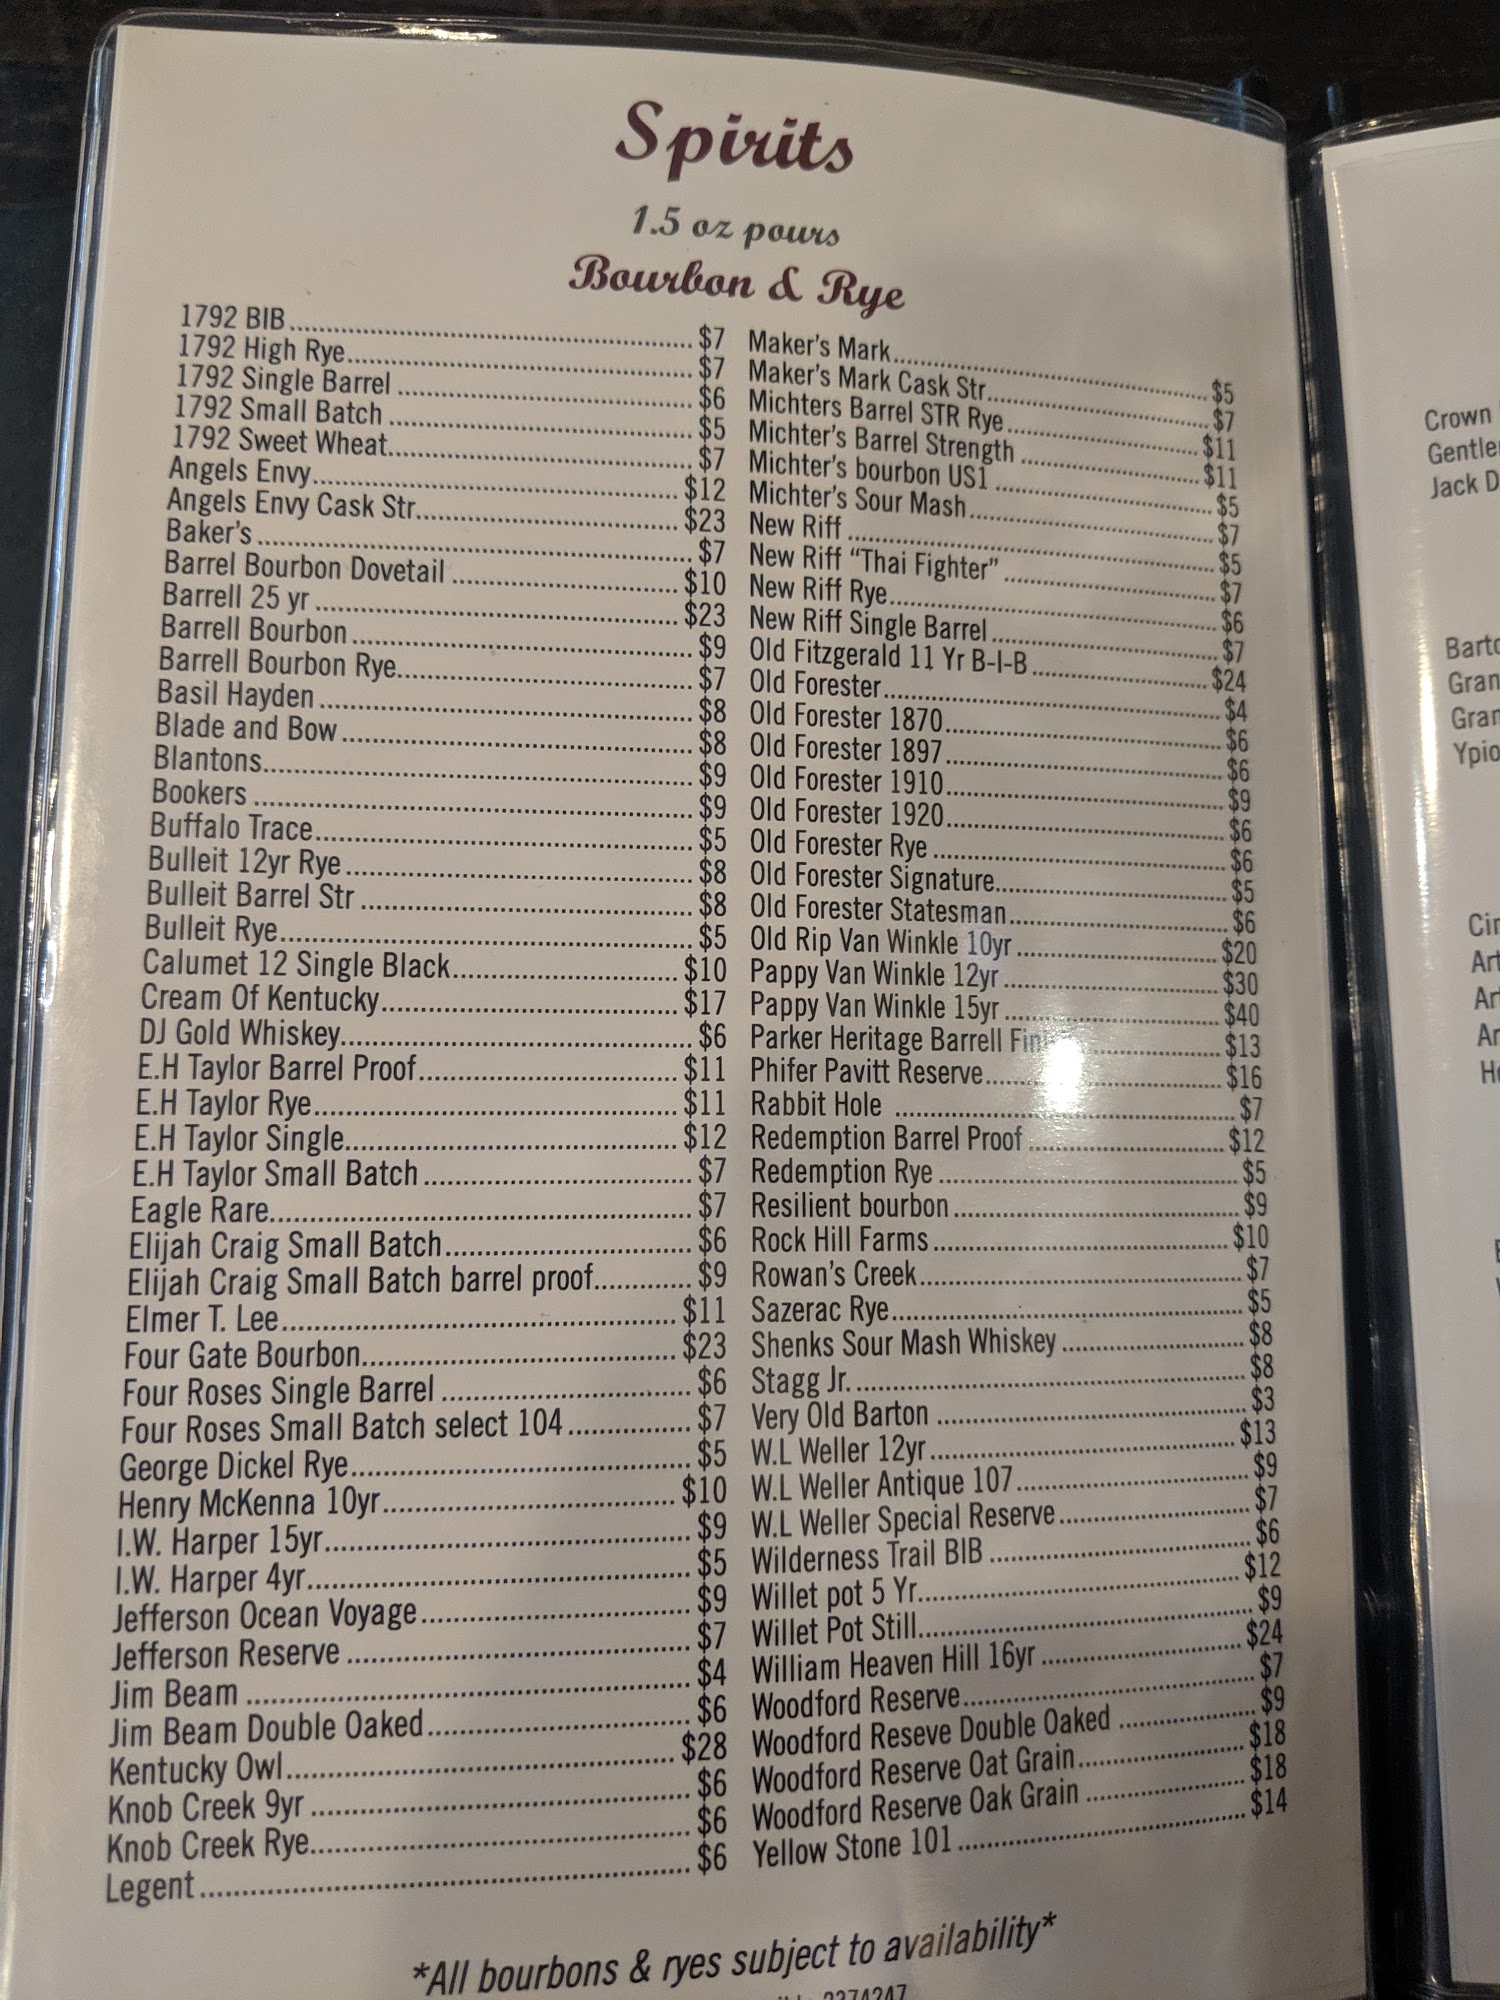 Spirits
1.5 oz pours
Bourbon & Rye
1792 BIB $7
1792 High Rye $7
1792 Single Barrel $6
1792 Small Batch $5
1792 Sweet Wheat $7
Angels Envy $12
Angels Envy Cask Str $23
Baker's $7
Barrel Bourbon Dovetail $10
Barrell 25 yr $23
Barrell Bourbon $9
Barrell Bourbon Rye $7
Basil Hayden $8
Blade and Bow $8
Blantons $9
Bookers $9
Buffalo Trace $5
Bulleit 12yr Rye $8
Bulleit Barrel Str $8
Bulleit Rye $5
Calumet 12 Single Black $10
Cream Of Kentucky $17
DJ Gold Whiskey $6
E.H Taylor Barrel Proof $11
E.H Taylor Rye $11
E.H Taylor Single $12
E.H Taylor Small Batch $7
Eagle Rare $7
Elijah Craig Small Batch $6
Elijah Craig Small Batch barrel proof $9
Elmer T. Lee $11
Four Gate Bourbon $23
Four Roses Single Barrel $6
Four Roses Small Batch select 104 $7
George Dickel Rye $5
Henry McKenna 10yr $10
I.W. Harper 15yr $9
I.W. Harper 4yr $5
Jefferson Ocean Voyage $9
Jefferson Reserve $7
Jim Beam $4
Jim Beam Double Oaked $6
Kentucky Owl $28
Knob Creek 9yr $6
Knob Creek Rye $6
Legent $6
Maker's Mark $5
Maker's Mark Cask Str $7
Michters Barrel STR Rye $11
Michter's Barrel Strength $11
Michter's bourbon US1 $5
Michter's Sour Mash $7
New Riff $5
New Riff "Thai Fighter" $7
New Riff Rye $6
New Riff Single Barrel $7
Old Fitzgerald 11 Yr B-I-B $24
Old Forester $4
Old Forester 1870 $6
Old Forester 1897 $6
Old Forester 1910 $9
Old Forester 1920 $6
Old Forester Rye $6
Old Forester Signature $5
Old Forester Statesman $6
Old Rip Van Winkle 10yr $20
Pappy Van Winkle 12yr $30
Pappy Van Winkle 15yr $40
Parker Heritage Barrell $13
Phifer Pavitt Reserve $16
Rabbit Hole $7
Redemption Barrel Proof $12
Redemption Rye $5
Resilient bourbon $9
Rock Hill Farms $10
Rowan's Creek $7
Sazerac Rye $5
Shenks Sour Mash Whiskey $8
Stagg Jr. $8
Very Old Barton $3
W.L Weller 12yr $13
W.L Weller Antique 107 $9
W.L Weller Special Reserve $7
Wilderness Trail BIB $6
Willet pot 5 Yr $12
Willet Pot Still $9
William Heaven Hill 16yr $24
Woodford Reserve $7
Woodford Reseve Double Oaked $9
Woodford Reserve Oat Grain $18
Woodford Reserve Oak Grain $18
Yellow Stone 101 $14
*All bourbons & ryes subject to availability*
Crown
Jack D